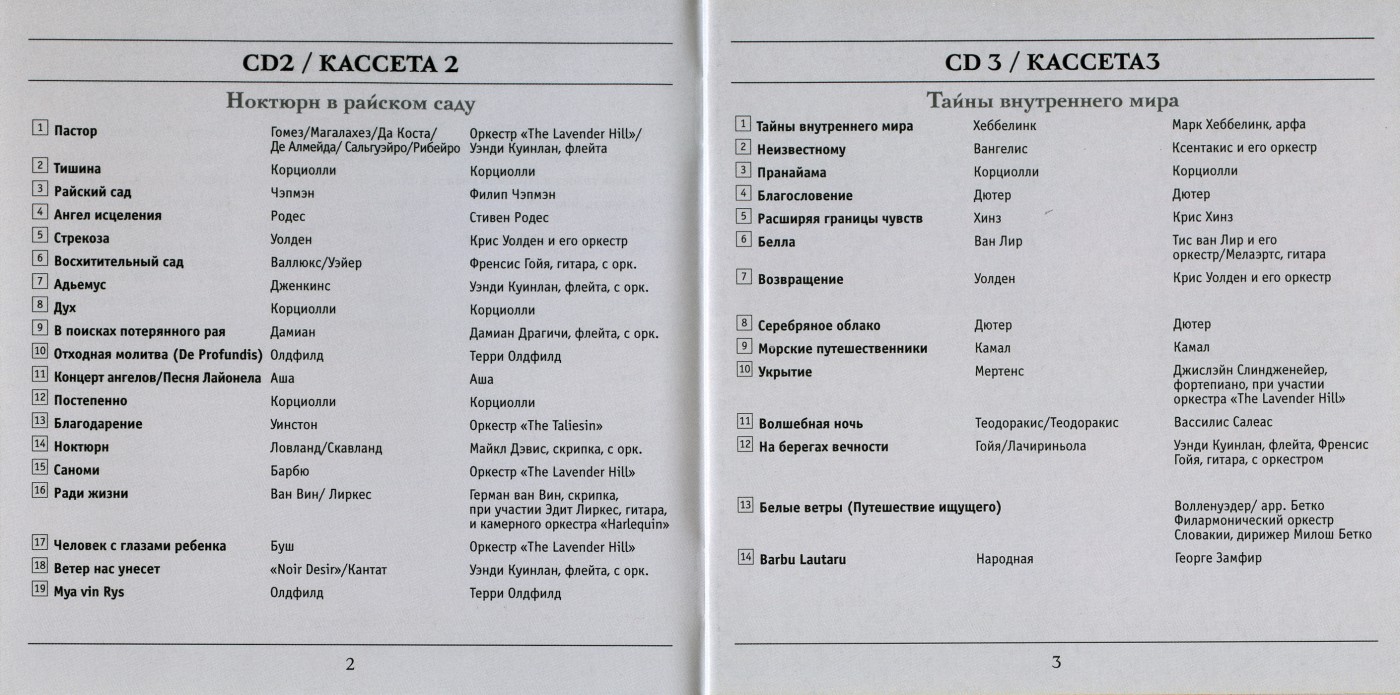 CD2 / КАССЕТА 2
Ноктюрн в райском саду
1 Пастор Гомез/Магалахез/Да Коста/ Оркестр «The Lavender Hill»/
Де Алмейда/ Сальгуэйро/Рибейро Уэнди Куинлан, флейта
2 Тишина Корциолли Корциолли
3 Райский сад Чэпмэн Филип Чэпмэн
4 Ангел исцеления Родес Стивен Родес
5 Стрекоза Уолден Крис Уолден и его оркестр
6 Восхитительный сад Валлюкс/Уэйер Френсис Гойя, гитара, с орк.
7 Адьемус Дженкинс Уэнди Куинлан, флейта, с орк.
8 Дух Корциолли Корциолли
9 В поисках потерянного рая Дамиан Дамиан Драгичи, флейта, с орк.
10 Отходная молитва (De Profundis) Олдфилд Терри Олдфилд
11 Концерт ангелов/Песня Лайонела Аша Аша
12 Постепенно Корциолли Корциолли
13 Благодарение Уинстон Оркестр «The Taliesin»
14 Ноктюрн Ловланд/Скавланд Майкл Дэвис, скрипка, с орк.
15 Саноми Барбю Оркестр «The Lavender Hill»
16 Ради жизни Ван Вин/ Лиркес Герман ван Вин, скрипка,
при участии Эдит Лиркес, гитара,
и камерного оркестра «Harlequin»
17 Человек с глазами ребенка Буш Оркестр «The Lavender Hill»
18 Ветер нас унесет «Noir Desir»/Кантат Уэнди Куинлан, флейта, с орк.
19 Mya vin Rys Олдфилд Терри Олдфилд
2
CD 3 / КАССЕТА3
Тайны внутреннего мира
1 Тайны внутреннего мира Хеббелинк Марк Хеббелинк, арфа
2 Неизвестному Вангелис Ксентакис и его оркестр
3 Пранайама Корциолли Корциолли
4 Благословение Дютер Дютер
5 Расширяя границы чувств Хинз Крис Хинз
6 Белла Ван Лир Тис ван Лир и его
оркестр/Мелаэртс, гитара
7 Возвращение Уолден Крис Уолден и его оркестр
8 Серебряное облако Дютер Дютер
9 Морские путешественники Камал Камал
10 Укрытие Мертенс Джислэйн Слиндженейер,
фортепиано, при участии
оркестра «The Lavender Hill»
11 Волшебная ночь Теодоракис/Теодоракис Вассилис Салеас
12 На берегах вечности Гойя/Лачириньола Уэнди Куинлан, флейта, Френсис
Гойя, гитара, с оркестром
13 Белые ветры (Путешествие ищущего) Волленуэдер/ арр. Бетко
Филармонический оркестр
Словакии, дирижер Милош Бетко
14 Barbu Lautaru Народная Георге Замфир
3